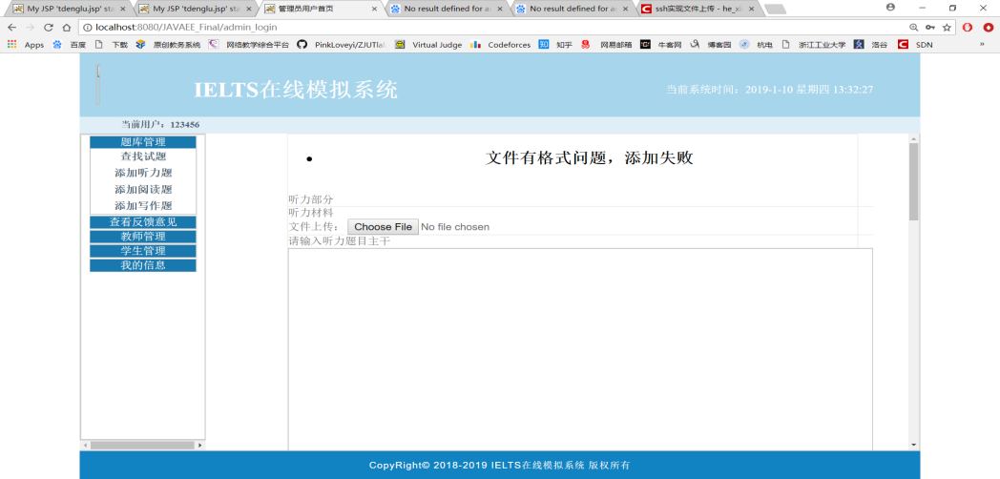 My JSP 'tdenglu.jsp' sta
My JSP 'tdenglu.jsp' sta
管理员用户首页
No result defined for a
No result defined for a
ssh实现文件上传 - he_xi
localhost:8080/JAVAEE_Final/admin_login
Apps 百度 下载 原创教务系统 网络教学综合平台 PinkLoveyi/ZJUTlai Virtual Judge Codeforces 知乎 网易邮箱 牛客网 博客园 杭电 浙江工业大学 洛谷 CSDN »
IELTS在线模拟系统
当前系统时间：2019-1-10 星期四 13:32:27
当前用户：123456
题库管理
查找试题
添加听力题
添加阅读题
添加写作题
查看反馈意见
教师管理
学生管理
我的信息
• 文件有格式问题，添加失败
听力部分
听力材料
文件上传： Choose File No file chosen
请输入听力题目主干
CopyRight© 2018-2019 IELTS在线模拟系统 版权所有